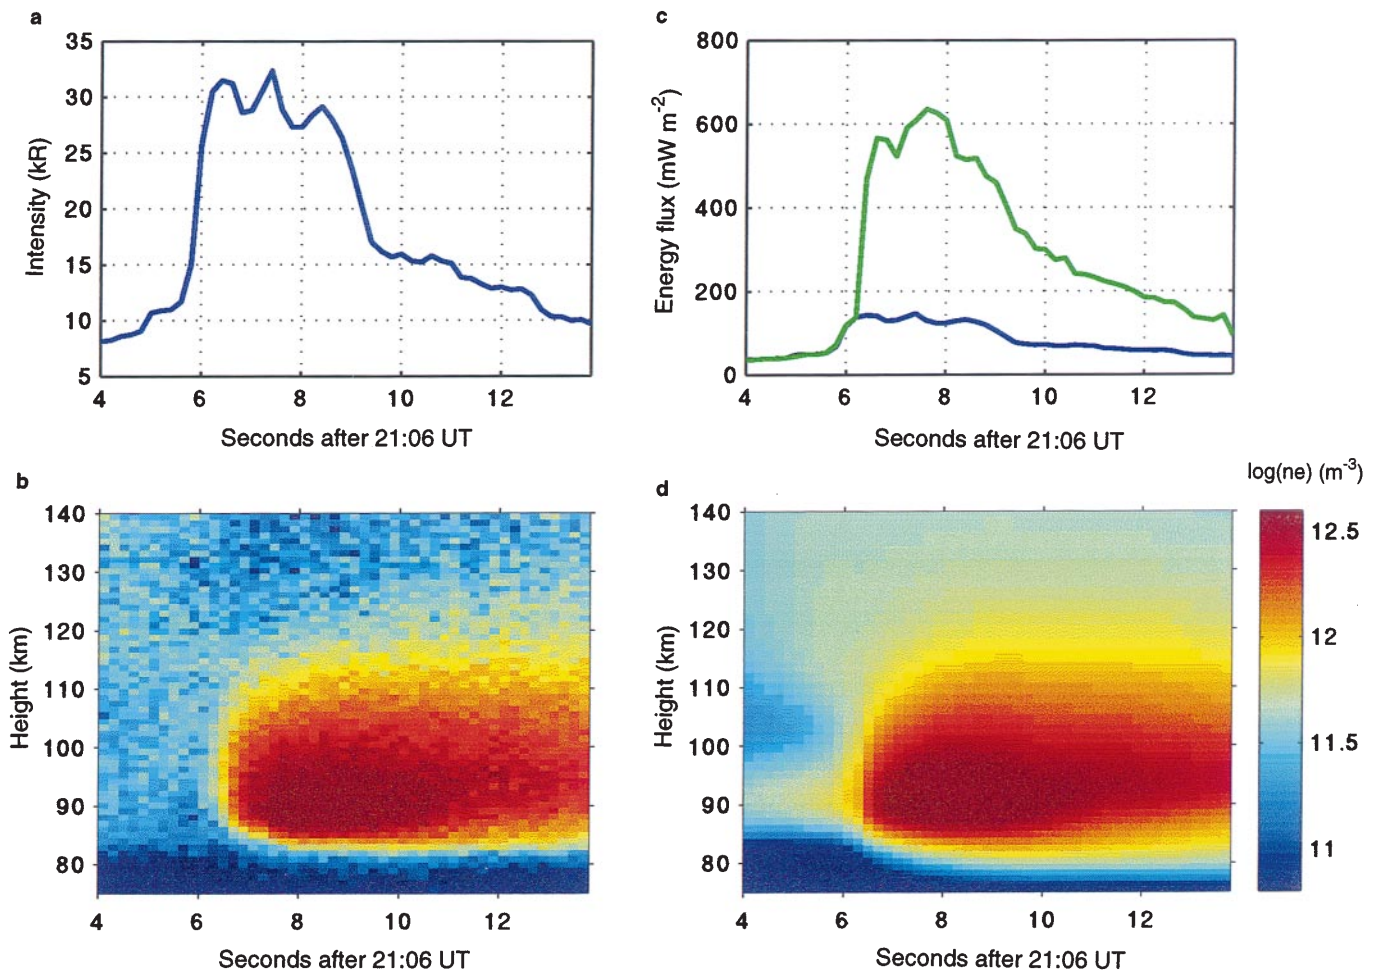 a
35
30
25
20
15
10
5
Intensity (kR)
4 6 8 10 12
Seconds after 21:06 UT
c
800
600
400
200
0
Energy flux (mW m⁻²)
4 6 8 10 12
Seconds after 21:06 UT
b
140
130
120
110
100
90
80
Height (km)
4 6 8 10 12
Seconds after 21:06 UT
d
140
130
120
110
100
90
80
Height (km)
4 6 8 10 12
Seconds after 21:06 UT
log(ne) (m⁻³)
12.5
12
11.5
11